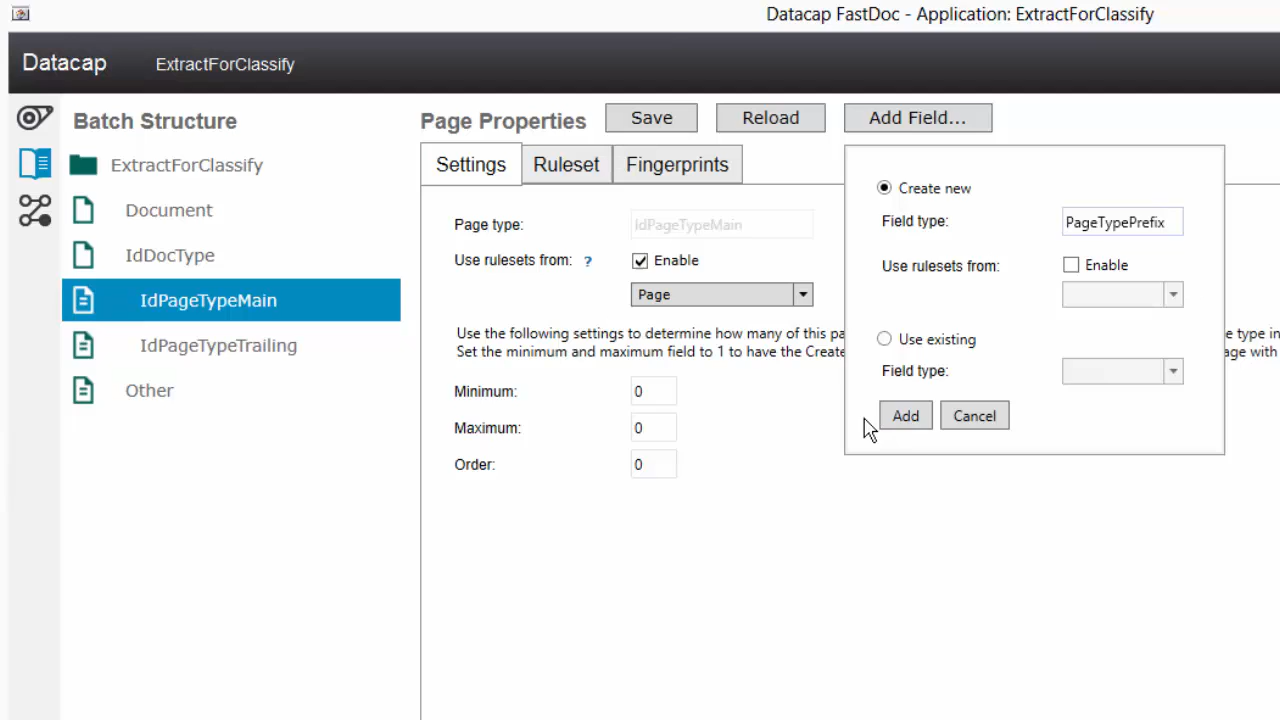 Datacap FastDoc - Application: ExtractForClassify
Datacap ExtractForClassify
Batch Structure
ExtractForClassify
Document
IdDocType
IdPageTypeMain
IdPageTypeTrailing
Other
Page Properties Save Reload Add Field...
Settings Ruleset Fingerprints
Page type: IdPageTypeMain
Use rulesets from: ? Enable
Page
Use the following settings to determine how many of this pa
type in
Set the minimum and maximum field to 1 to have the Create
age with
Minimum: 0
Maximum: 0
Order: 0
Create new
Field type: PageTypePrefix
Use rulesets from: Enable
Use existing
Field type:
Add Cancel